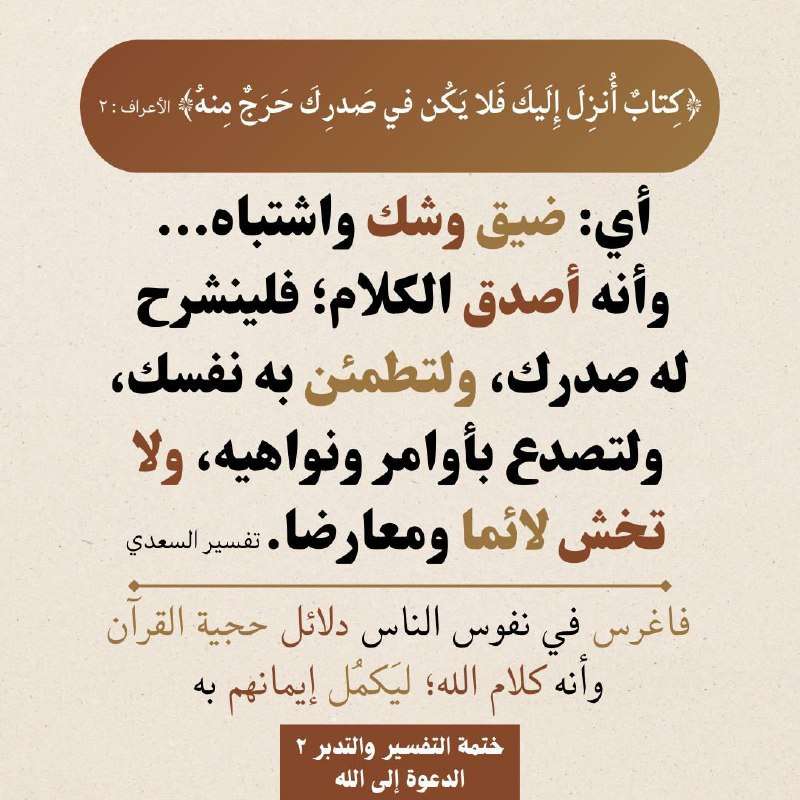 ﴿كِتابٌ أُنزِلَ إِلَيكَ فَلا يَكُن في صَدرِكَ حَرَجٌ مِنهُ﴾ الأعراف : ٢
أي: ضيق وشك واشتباه...
وأنه أصدق الكلام؛ فلينشرح
له صدرك، ولتطمئن به نفسك،
ولتصدع بأوامر ونواهيه، ولا
تخش لائما ومعارضا. تفسير السعدي
فاغرس في نفوس الناس دلائل حجية القرآن
وأنه كلام الله؛ ليَكمُل إيمانهم به
ختمة التفسير والتدبر ٢
الدعوة إلى الله